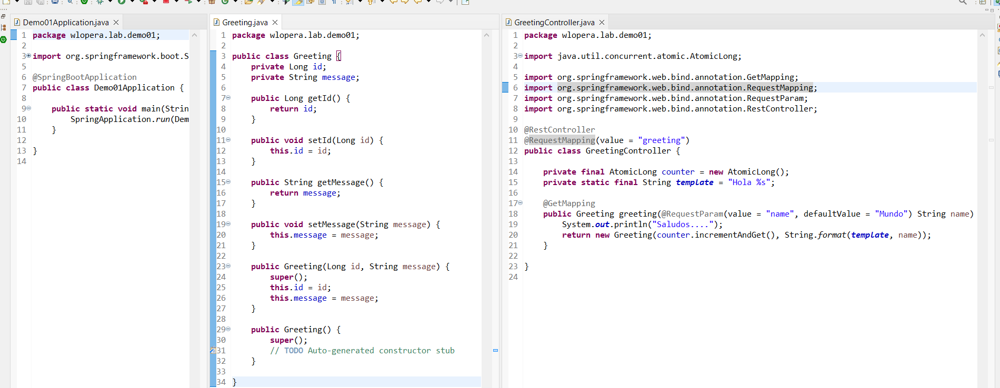 Demo01Application.java
1 package wlopera.lab.demo01;
2
3 import org.springframework.boot.S
5
6 @SpringBootApplication
7 public class Demo01Application {
8
9 public static void main(Strin
10 SpringApplication.run(Dem
11 }
12
13 }
14
Greeting.java
1 package wlopera.lab.demo01;
2
3 public class Greeting {
4 private Long id;
5 private String message;
6
7 public Long getId() {
8 return id;
9 }
10
11 public void setId(Long id) {
12 this.id = id;
13 }
14
15 public String getMessage() {
16 return message;
17 }
18
19 public void setMessage(String message) {
20 this.message = message;
21 }
22
23 public Greeting(Long id, String message) {
24 super();
25 this.id = id;
26 this.message = message;
27 }
28
29 public Greeting() {
30 super();
31 // TODO Auto-generated constructor stub
32 }
33
34 }
GreetingController.java
1 package wlopera.lab.demo01;
2
3 import java.util.concurrent.atomic.AtomicLong;
4
5 import org.springframework.web.bind.annotation.GetMapping;
6 import org.springframework.web.bind.annotation.RequestMapping;
7 import org.springframework.web.bind.annotation.RequestParam;
8 import org.springframework.web.bind.annotation.RestController;
9
10 @RestController
11 @RequestMapping(value = "greeting")
12 public class GreetingController {
13
14 private final AtomicLong counter = new AtomicLong();
15 private static final String template = "Hola %s";
16
17 @GetMapping
18 public Greeting greeting(@RequestParam(value = "name", defaultValue = "Mundo") String name)
19 System.out.println("Saludos....");
20 return new Greeting(counter.incrementAndGet(), String.format(template, name));
21 }
22
23 }
24